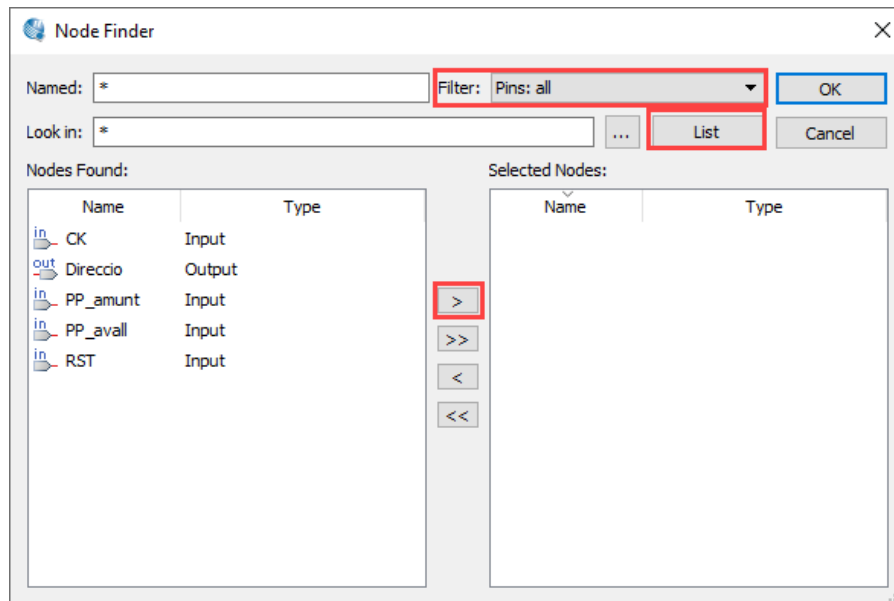 Node Finder
Named: * Filter: Pins: all OK
Look in: * ... List Cancel
Nodes Found: Selected Nodes:
Name Type Name Type
in CK Input
out Direccio Output
in PP_amunt Input
in PP_avall Input
in RST Input
>
>>
<
<<